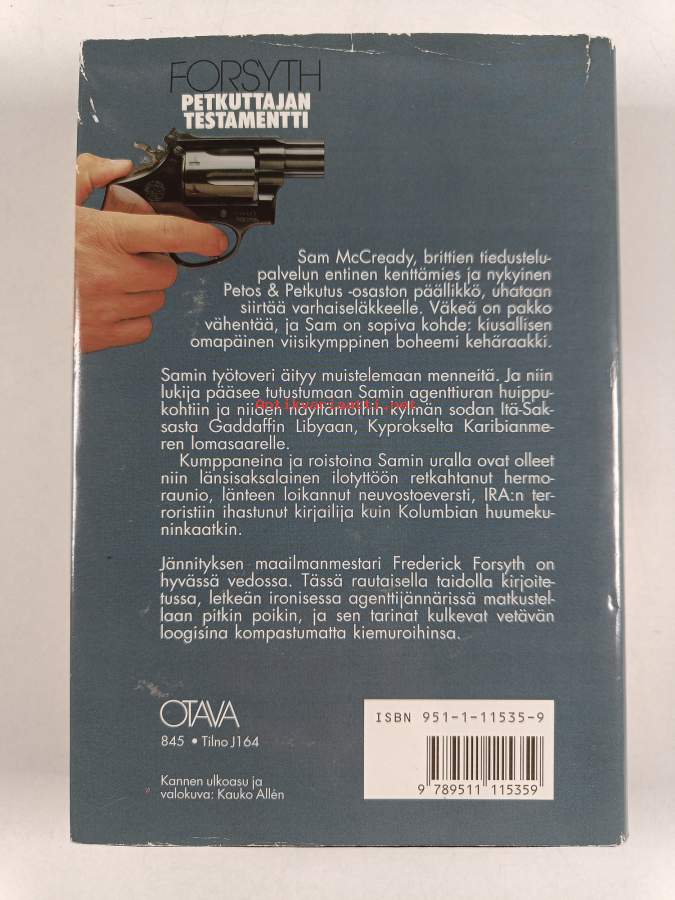 FORSYTH
PETKUTTAJAN
TESTAMENTTI
Sam McCready, brittien tiedustelu-
palvelun entinen kenttämies ja nykyinen
Petos & Petkutus -osaston päällikkö, uhataan
siirtää varhaiseläkkeelle. Väkeä on pakko
vähentää, ja Sam on sopiva kohde: kiusallisen
omapäinen viisikymppinen boheemi kehäraakki.
Samin työtoveri äityy muistelemaan menneitä. Ja niin
lukija pääsee tutustumaan Samin agenttiuran huippu-
kohtiin ja niiden näyttämöihin kylmän sodan Itä-Sak-
sasta Gaddaffin Libyaan, Kyprokselta Karibianme-
ren lomasaarelle.
Kumppaneina ja roistoina Samin uralla ovat olleet
niin länsisaksalainen ilotyttöön retkahtanut hermo-
raunio, länteen loikannut neuvostoeversti, IRA:n ter-
roristiin ihastunut kirjailija kuin Kolumbian huumeku-
ninkaatkin.
Jännityksen maailmanmestari Frederick Forsyth on
hyvässä vedossa. Tässä rautaisella taidolla kirjoite-
tussa, letkeän ironisessa agenttijännärissä matkustel-
laan pitkin poikin, ja sen tarinat kulkevat vetävän
loogisina kompastumatta kiemuroihinsa.
OTAVA
845 • Tilno J164
Kannen ulkoasu ja
valokuva: Kauko Allén
ISBN 951-1-11535-9
9 789511 115359